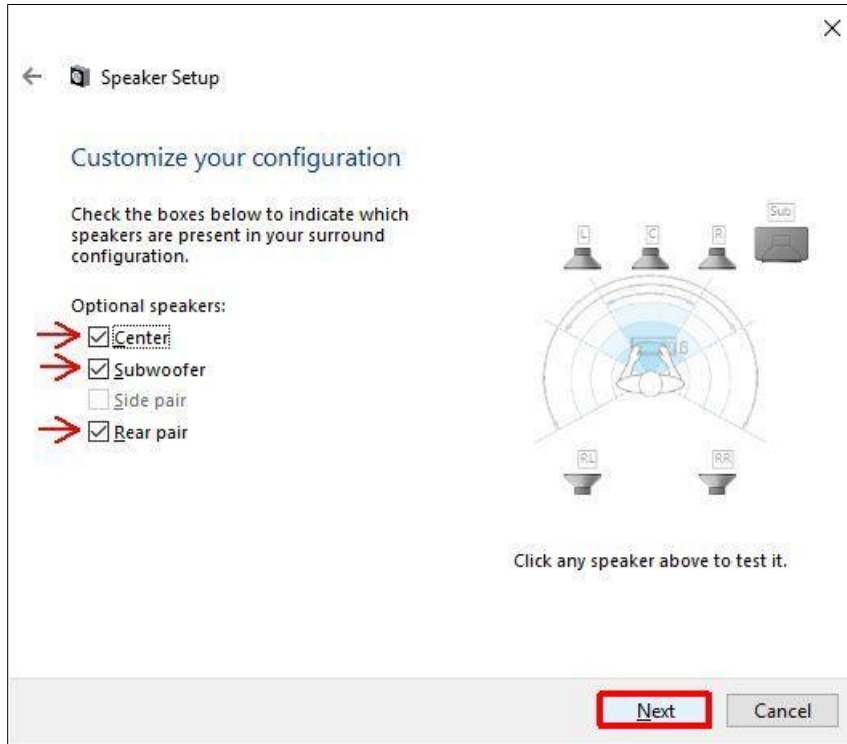 Speaker Setup
Customize your configuration
Check the boxes below to indicate which
speakers are present in your surround
configuration.
Optional speakers:
Center
Subwoofer
Side pair
Rear pair
Sub
L C R
RL RR
Click any speaker above to test it.
Next Cancel